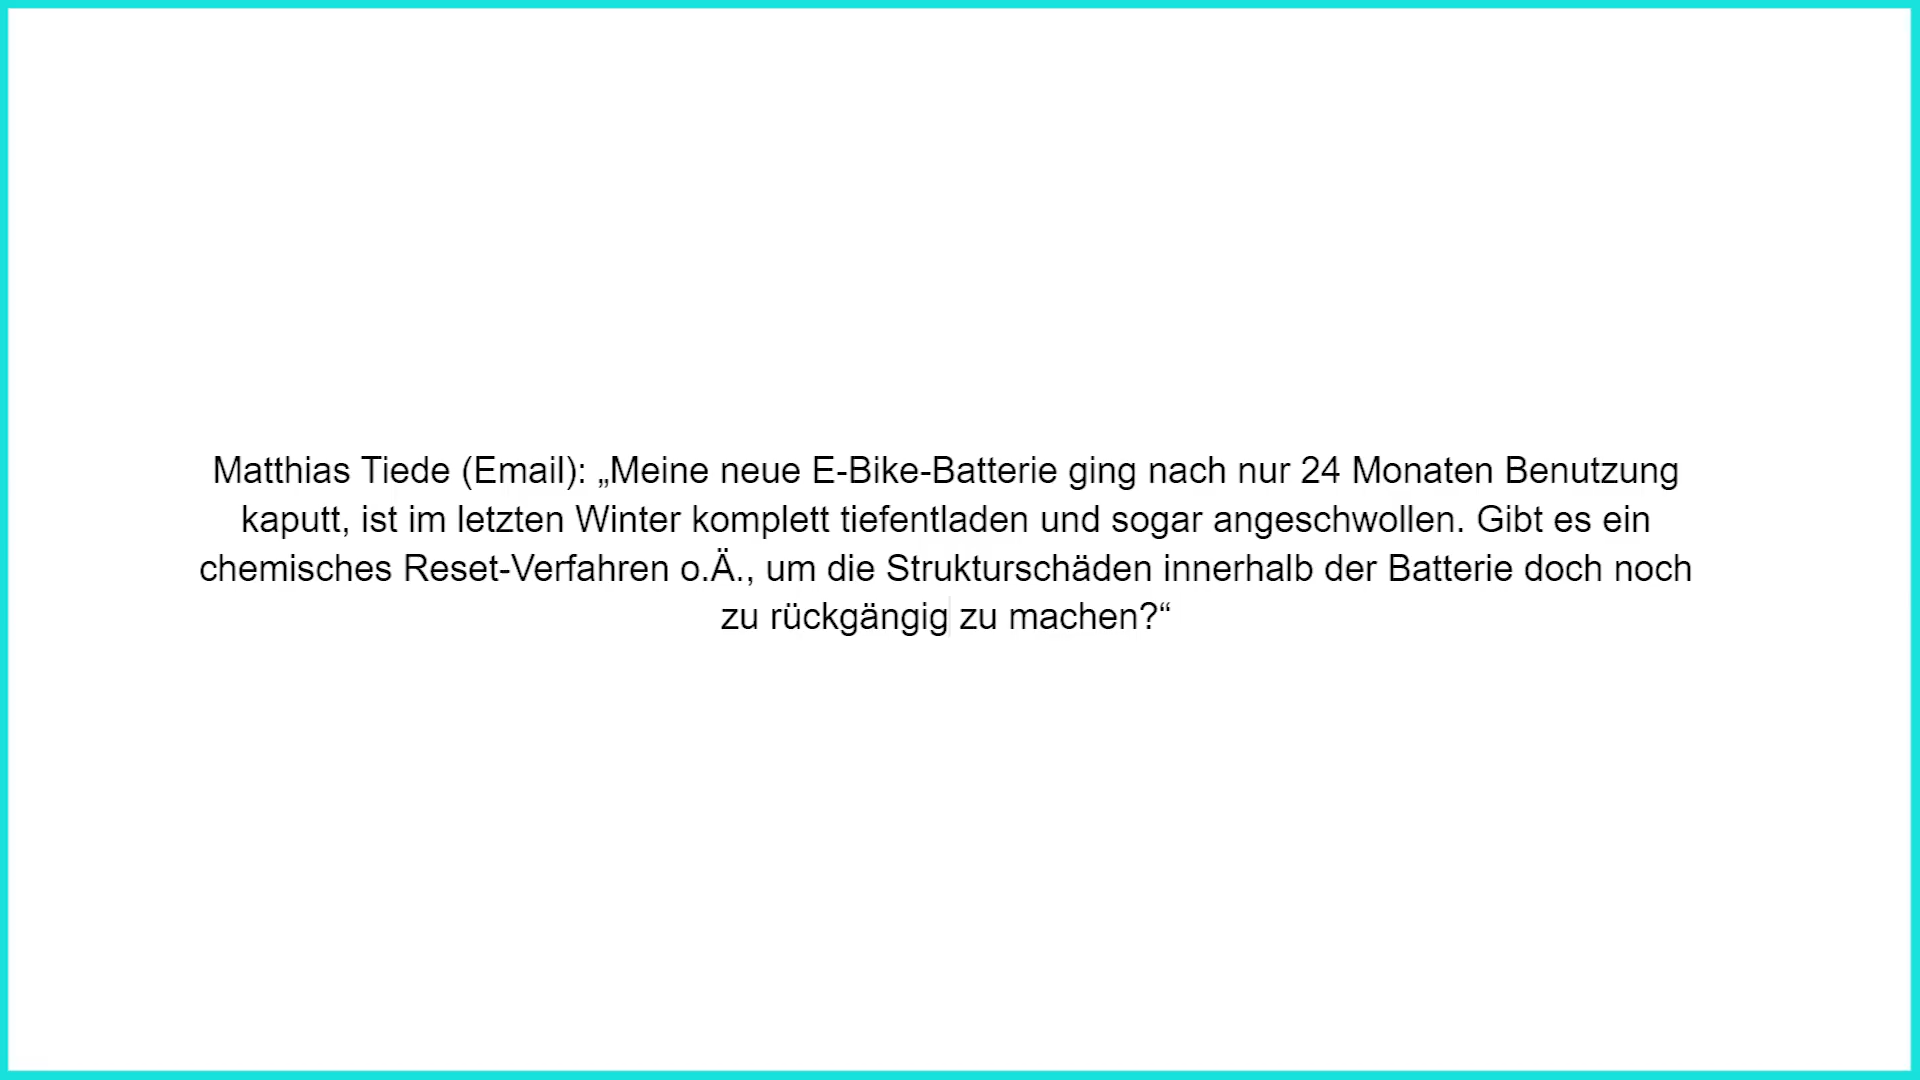 Matthias Tiede (Email): „Meine neue E-Bike-Batterie ging nach nur 24 Monaten Benutzung
kaputt, ist im letzten Winter komplett tiefentladen und sogar angeschwollen. Gibt es ein
chemisches Reset-Verfahren o.Ä., um die Strukturschäden innerhalb der Batterie doch noch
zu rückgängig zu machen?“